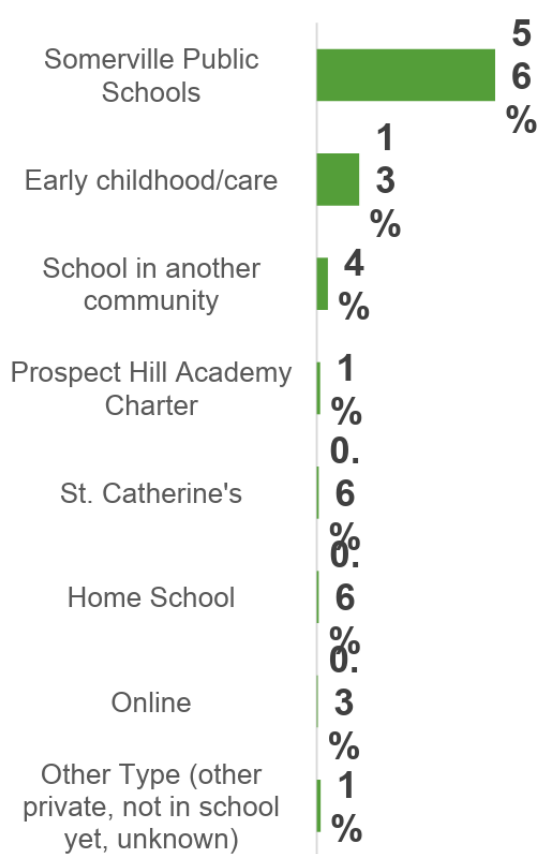 Somerville Public
Schools
5
6
%
Early childhood/care
1
3
%
School in another
community
4
%
Prospect Hill Academy
Charter
1
%
St. Catherine's
0.
6
%
Home School
0.
6
%
Online
0.
3
%
Other Type (other
private, not in school
yet, unknown)
1
%